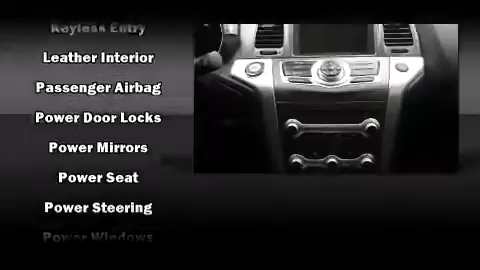 Keyless Entry
Leather Interior
Passenger Airbag
Power Door Locks
Power Mirrors
Power Seat
Power Steering
Power Windows